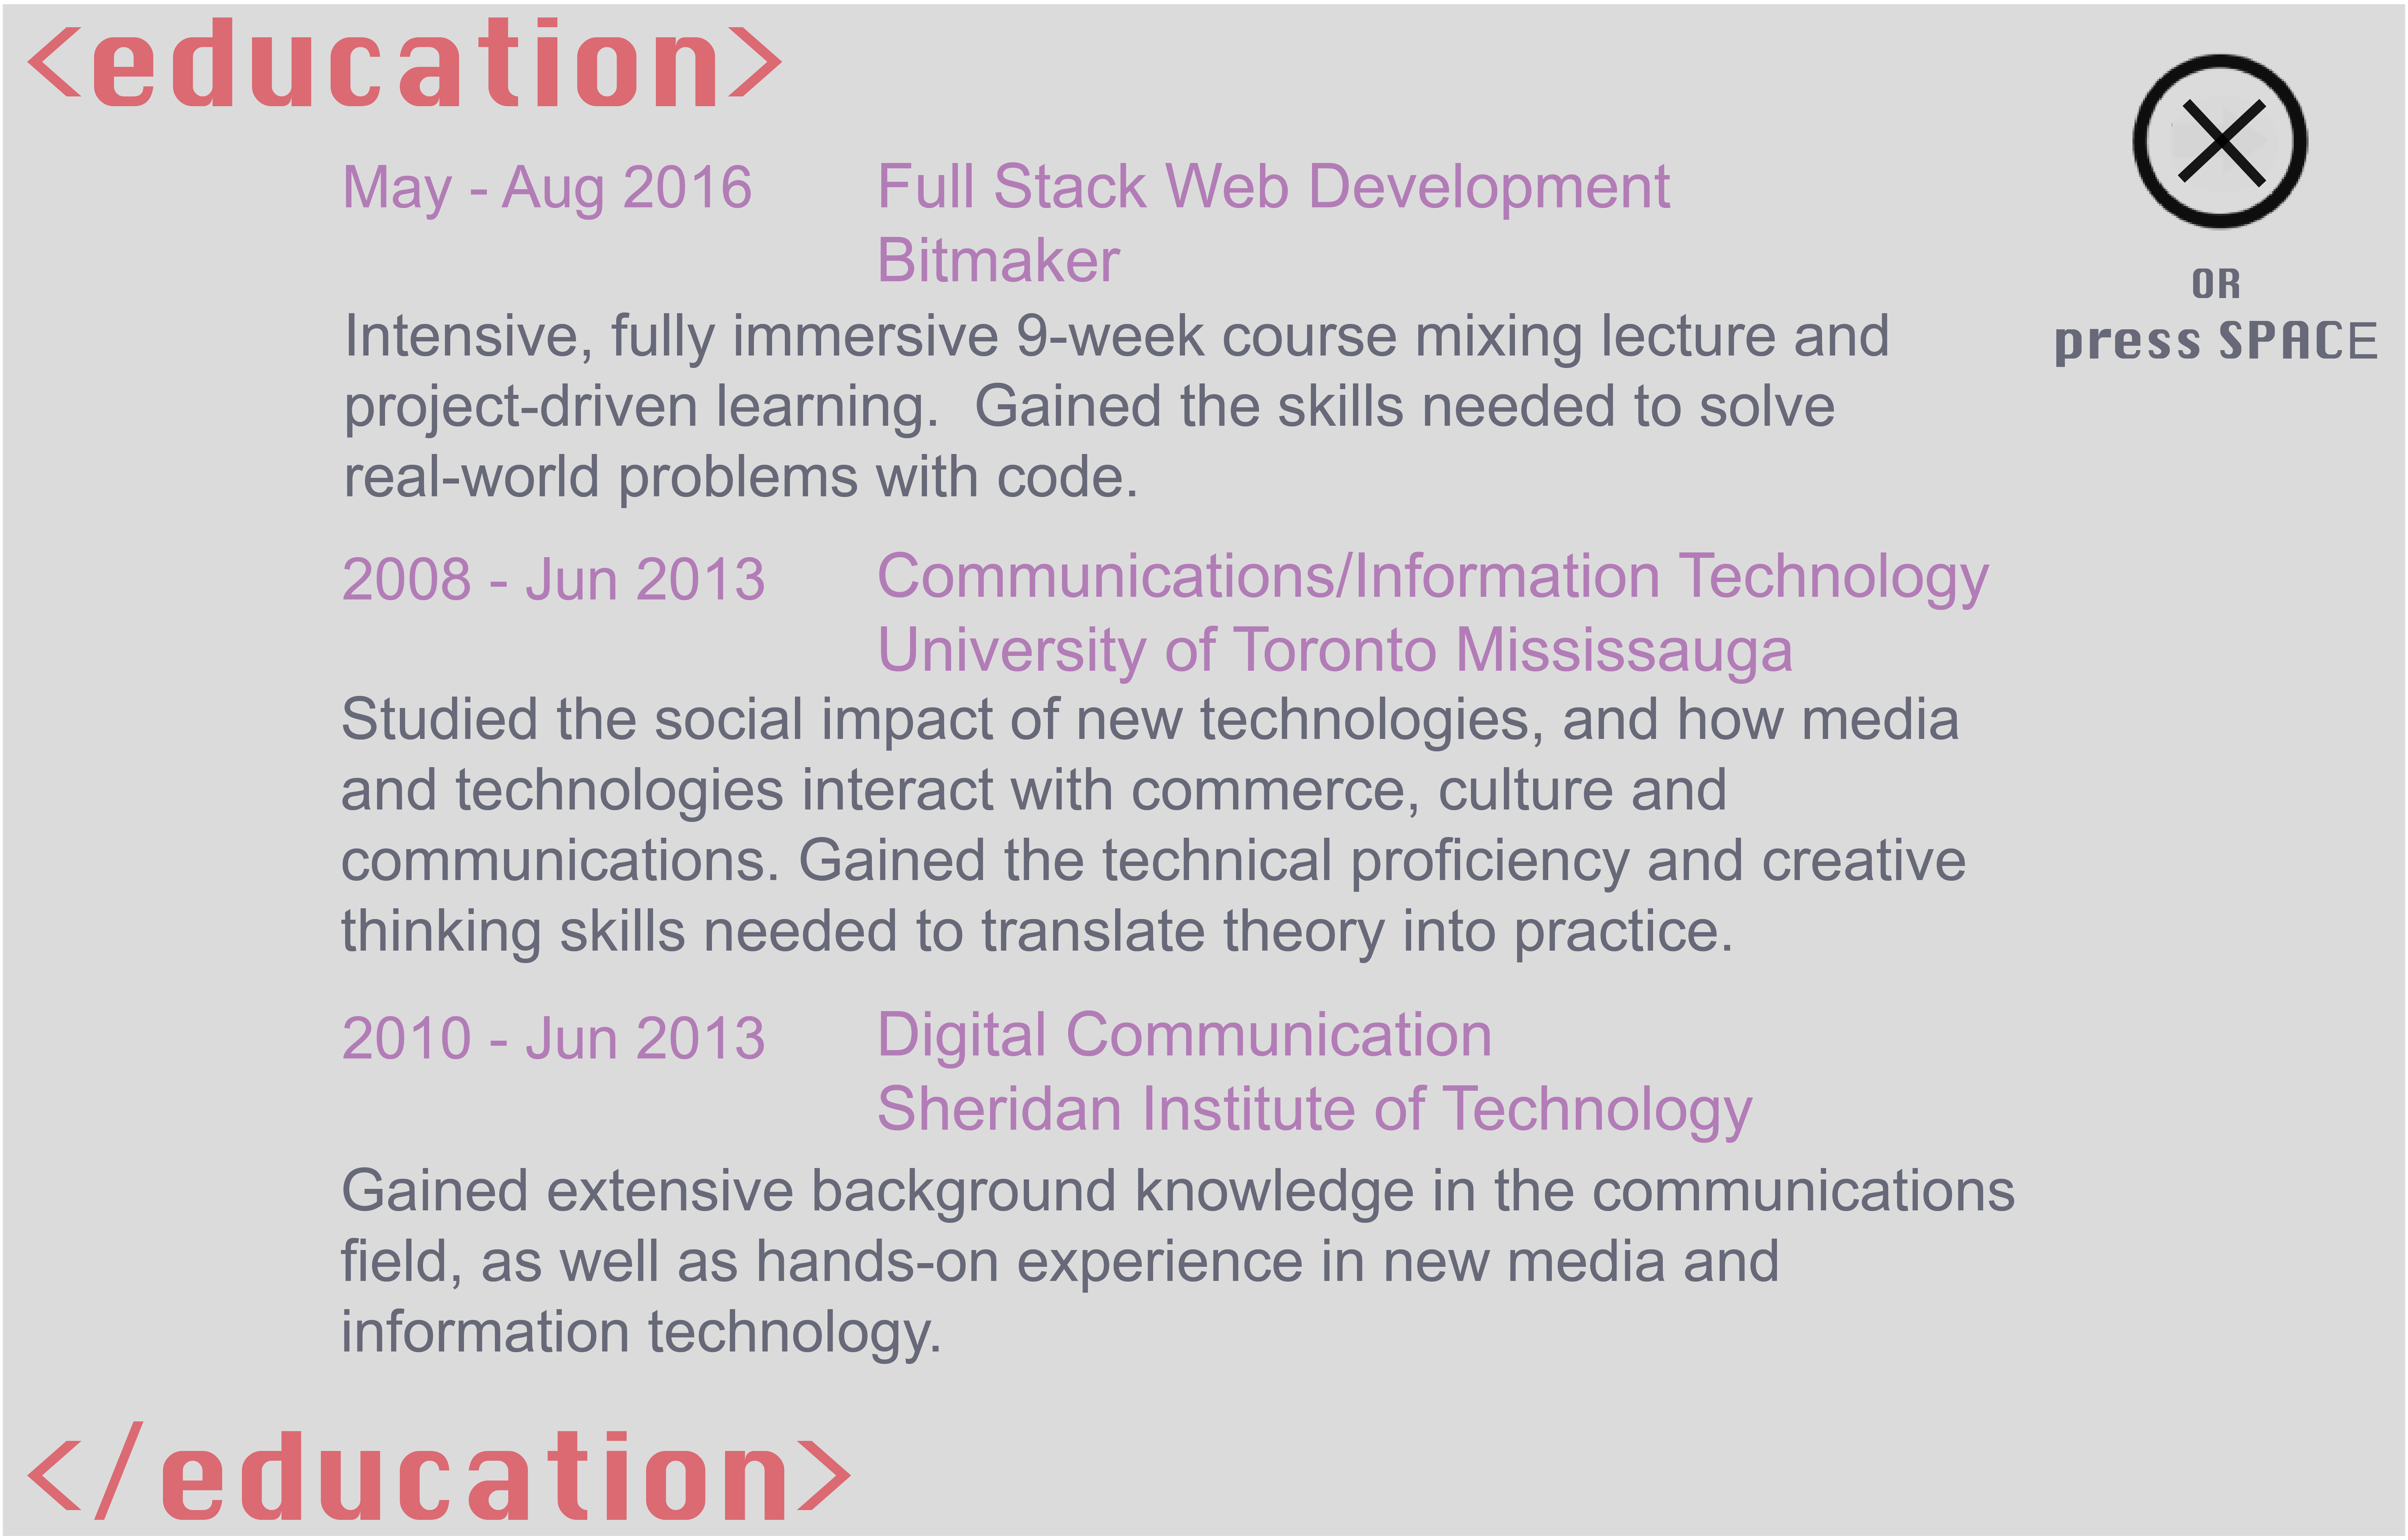 <education>
May - Aug 2016 Full Stack Web Development
Bitmaker
OR
press SPACE
Intensive, fully immersive 9-week course mixing lecture and
project-driven learning.  Gained the skills needed to solve
real-world problems with code.
2008 - Jun 2013 Communications/Information Technology
University of Toronto Mississauga
Studied the social impact of new technologies, and how media
and technologies interact with commerce, culture and
communications. Gained the technical proficiency and creative
thinking skills needed to translate theory into practice.
2010 - Jun 2013 Digital Communication
Sheridan Institute of Technology
Gained extensive background knowledge in the communications
field, as well as hands-on experience in new media and
information technology.
</education>